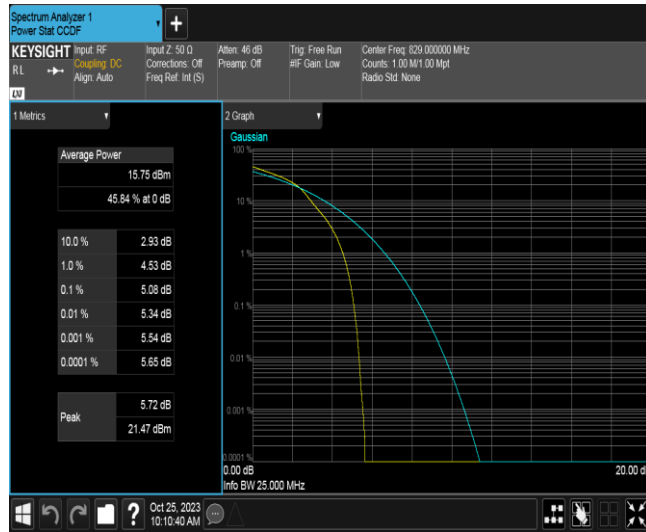 Spectrum Analyzer 1
Power Stat CCDF
+
KEYSIGHT Input: RF Input Z: 50 Ω Atten: 46 dB Trig: Free Run Center Freq: 829.000000 MHz
RL Coupling: DC Corrections: Off Preamp: Off #IF Gain: Low Counts: 1.00 M/1.00 Mpt
Align: Auto Freq Ref: Int (S) Radio Std: None
LXI
1 Metrics
Average Power
15.75 dBm
45.84 % at 0 dB
10.0 % 2.93 dB
1.0 % 4.53 dB
0.1 % 5.08 dB
0.01 % 5.34 dB
0.001 % 5.54 dB
0.0001 % 5.65 dB
Peak 5.72 dB
21.47 dBm
2 Graph
Gaussian
100 %
10 %
1 %
0.1 %
0.01 %
0.001 %
0.0001 %
0.00 dB 20.00 d
Info BW 25.000 MHz
? Oct 25, 2023
10:10:40 AM